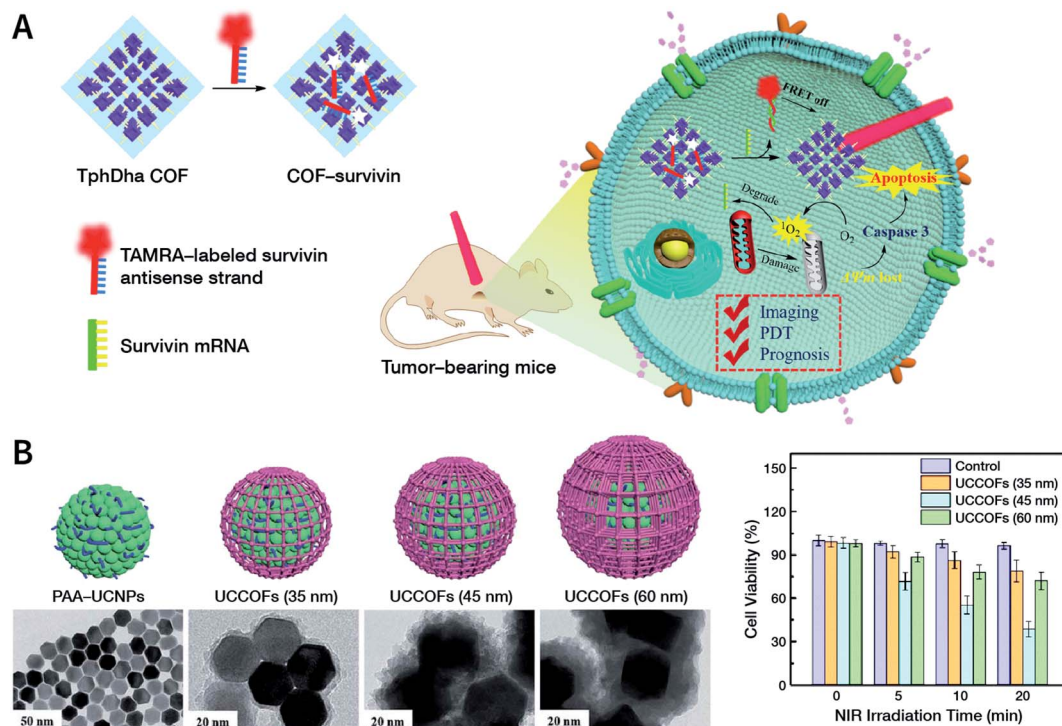 A
TphDha COF
COF–survivin
TAMRA–labeled survivin
antisense strand
Survivin mRNA
Tumor–bearing mice
FRET off
Apoptosis
Degrade
¹O₂
O₂
Caspase 3
Damage
ΔΨm lost
Imaging
PDT
Prognosis
B
PAA–UCNPs
UCCOFs (35 nm)
UCCOFs (45 nm)
UCCOFs (60 nm)
50 nm
20 nm
20 nm
20 nm
Cell Viability (%)
150
120
90
60
30
0
Control
UCCOFs (35 nm)
UCCOFs (45 nm)
UCCOFs (60 nm)
0 5 10 20
NIR Irradiation Time (min)